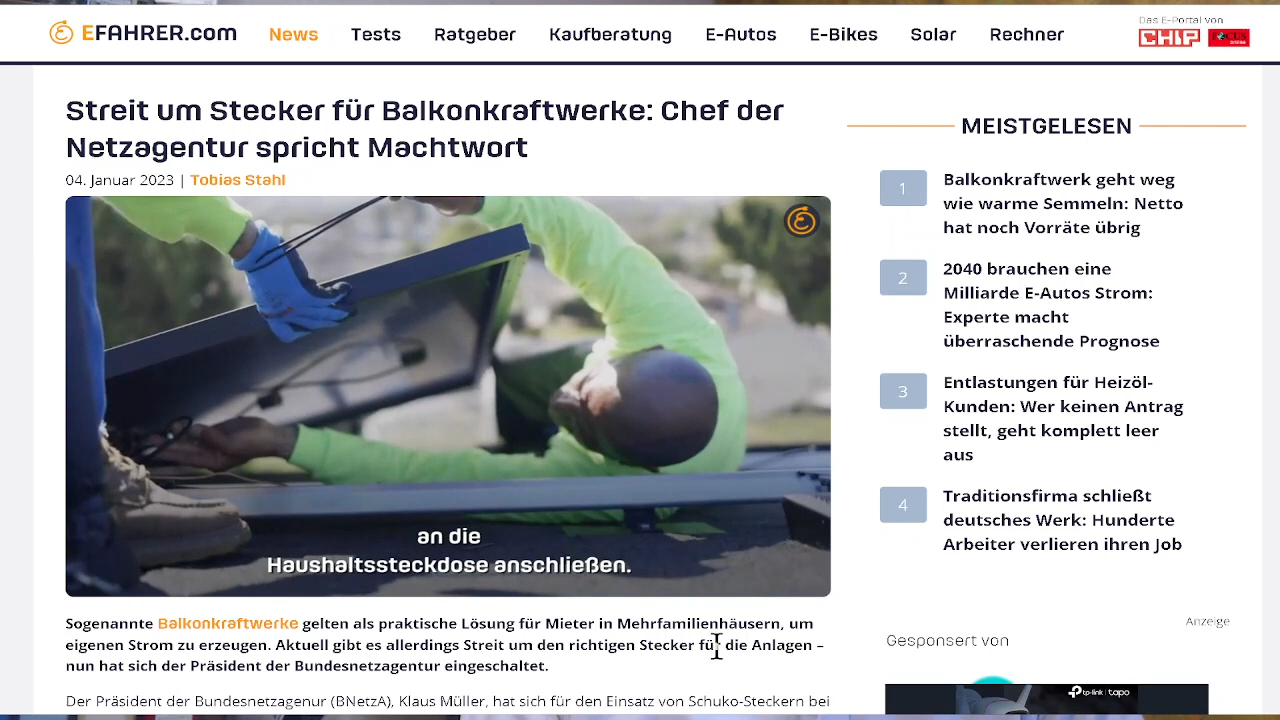 EFAHRER.com
News Tests Ratgeber Kaufberatung E-Autos E-Bikes Solar Rechner
Das E-Portal von
CHIP FOCUS
Streit um Stecker für Balkonkraftwerke: Chef der
Netzagentur spricht Machtwort
04. Januar 2023 | Tobias Stahl
an die
Haushaltssteckdose anschließen.
Sogenannte Balkonkraftwerke gelten als praktische Lösung für Mieter in Mehrfamilienhäusern, um
eigenen Strom zu erzeugen. Aktuell gibt es allerdings Streit um den richtigen Stecker für die Anlagen –
nun hat sich der Präsident der Bundesnetzagentur eingeschaltet.
Der Präsident der Bundesnetzagenur (BNetzA), Klaus Müller, hat sich für den Einsatz von Schuko-Steckern bei
MEISTGELESEN
1
Balkonkraftwerk geht weg
wie warme Semmeln: Netto
hat noch Vorräte übrig
2
2040 brauchen eine
Milliarde E-Autos Strom:
Experte macht
überraschende Prognose
3
Entlastungen für Heizöl-
Kunden: Wer keinen Antrag
stellt, geht komplett leer
aus
4
Traditionsfirma schließt
deutsches Werk: Hunderte
Arbeiter verlieren ihren Job
Anzeige
Gesponsert von
tp-link | tapo